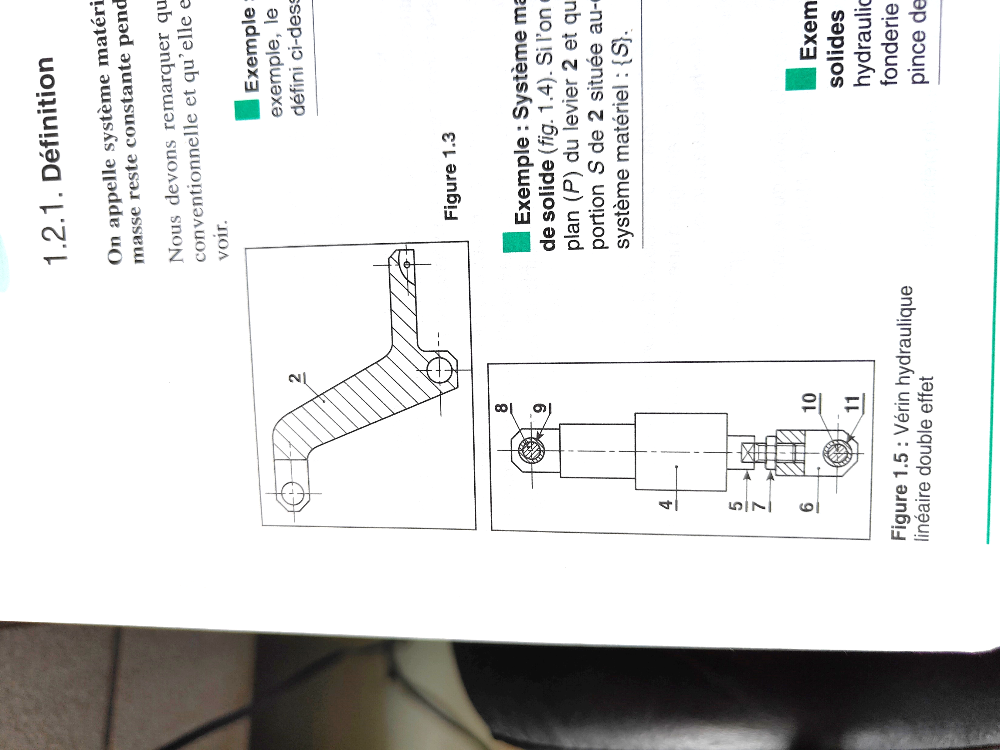 1.2.1. Définition
On appelle système matéri
masse reste constante pend
Nous devons remarquer qu
conventionnelle et qu'elle e
voir.
Exemple :
exemple, le
défini ci-dess
2
Figure 1.3
Exemple : Système ma
de solide (fig. 1.4). Si l'on
plan (P) du levier 2 et qu
portion S de 2 située au-
système matériel : {S}.
8
9
4
5
7
6
10
11
Exem
solides
hydraulic
fonderie
pince de
Figure 1.5 : Vérin hydraulique
linéaire double effet